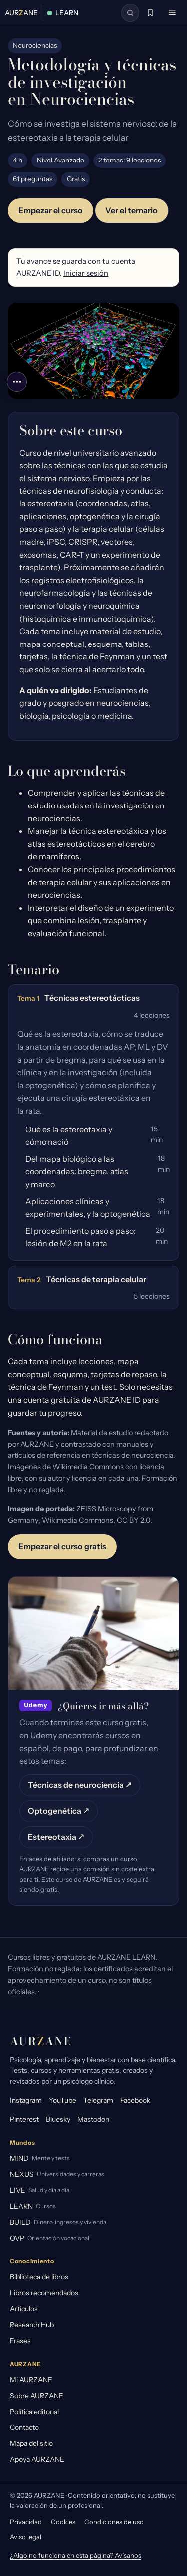 AURZANE LEARN
Neurociencias
Metodología y técnicas
de investigación
en Neurociencias
Cómo se investiga el sistema nervioso: de la
estereotaxia a la terapia celular
4 h Nivel Avanzado 2 temas · 9 lecciones
61 preguntas Gratis
Empezar el curso Ver el temario
Tu avance se guarda con tu cuenta
AURZANE ID. Iniciar sesión
Sobre este curso
Curso de nivel universitario avanzado
sobre las técnicas con las que se estudia
el sistema nervioso. Empieza por las
técnicas de neurofisiología y conducta:
la estereotaxia (coordenadas, atlas,
aplicaciones, optogenética y la cirugía
paso a paso) y la terapia celular (células
madre, iPSC, CRISPR, vectores,
exosomas, CAR-T y un experimento de
trasplante). Próximamente se añadirán
los registros electrofisiológicos, la
neurofarmacología y las técnicas de
neuromorfología y neuroquímica
(histoquímica e inmunocitoquímica).
Cada tema incluye material de estudio,
mapa conceptual, esquema, tablas,
tarjetas, la técnica de Feynman y un test
que solo se cierra al acertarlo todo.
A quién va dirigido: Estudiantes de
grado y posgrado en neurociencias,
biología, psicología o medicina.
Lo que aprenderás
• Comprender y aplicar las técnicas de
estudio usadas en la investigación en
neurociencias.
• Manejar la técnica estereotáxica y los
atlas estereotácticos en el cerebro
de mamíferos.
• Conocer los principales procedimientos
de terapia celular y sus aplicaciones en
neurociencias.
• Interpretar el diseño de un experimento
que combina lesión, trasplante y
evaluación funcional.
Temario
Tema 1 Técnicas estereotácticas
4 lecciones
Qué es la estereotaxia, cómo se traduce
a la anatomía en coordenadas AP, ML y DV
a partir de bregma, para qué se usa en la
clínica y en la investigación (incluida
la optogenética) y cómo se planifica y
ejecuta una cirugía estereotáxica en
la rata.
Qué es la estereotaxia y
cómo nació
15
min
Del mapa biológico a las
coordenadas: bregma, atlas
y marco
18
min
Aplicaciones clínicas y
experimentales, y la optogenética
18
min
El procedimiento paso a paso:
lesión de M2 en la rata
20
min
Tema 2 Técnicas de terapia celular
5 lecciones
Cómo funciona
Cada tema incluye lecciones, mapa
conceptual, esquema, tarjetas de repaso, la
técnica de Feynman y un test. Solo necesitas
una cuenta gratuita de AURZANE ID para
guardar tu progreso.
Fuentes y autoría: Material de estudio redactado
por AURZANE y contrastado con manuales y
artículos de referencia en técnicas de neurociencia.
Imágenes de Wikimedia Commons con licencia
libre, con su autor y licencia en cada una. Formación
libre y no reglada.
Imagen de portada: ZEISS Microscopy from
Germany, Wikimedia Commons, CC BY 2.0.
Empezar el curso gratis
Udemy ¿Quieres ir más allá?
Cuando termines este curso gratis,
en Udemy encontrarás cursos en
español, de pago, para profundizar en
estos temas:
Técnicas de neurociencia ↗
Optogenética ↗
Estereotaxia ↗
Enlaces de afiliado: si compras un curso,
AURZANE recibe una comisión sin coste extra
para ti. Este curso de AURZANE es y seguirá
siendo gratis.
Cursos libres y gratuitos de AURZANE LEARN.
Formación no reglada: los certificados acreditan el
aprovechamiento de un curso, no son títulos
oficiales. ·
AURZANE
Psicología, aprendizaje y bienestar con base científica.
Tests, cursos y herramientas gratis, creados y
revisados por un psicólogo clínico.
Instagram YouTube Telegram Facebook
Pinterest Bluesky Mastodon
Mundos
MIND Mente y tests
NEXUS Universidades y carreras
LIVE Salud y día a día
LEARN Cursos
BUILD Dinero, ingresos y vivienda
OVP Orientación vocacional
Conocimiento
Biblioteca de libros
Libros recomendados
Artículos
Research Hub
Frases
AURZANE
Mi AURZANE
Sobre AURZANE
Política editorial
Contacto
Mapa del sitio
Apoya AURZANE
© 2026 AURZANE · Contenido orientativo: no sustituye
la valoración de un profesional.
Privacidad Cookies Condiciones de uso
Aviso legal
¿Algo no funciona en esta página? Avísanos